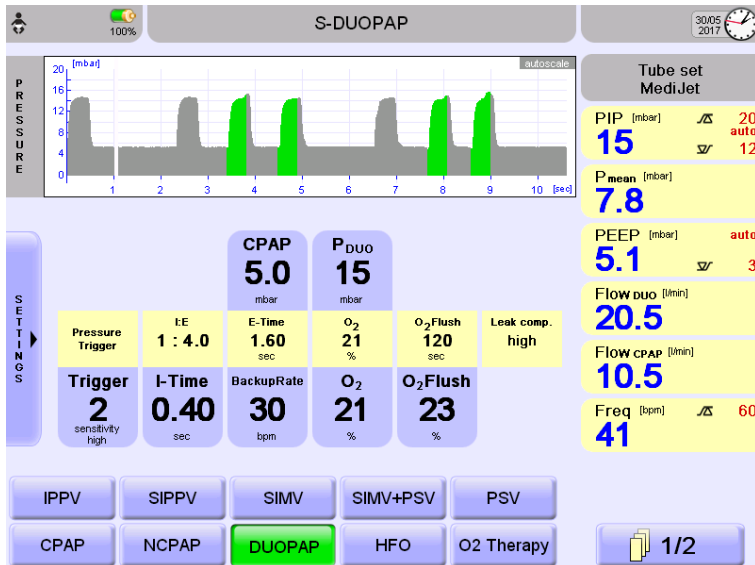 100%
S-DUOPAP
30/05
2017
PRESSURE
[mbar]
autoscale
20
16
12
8
4
0
1 2 3 4 5 6 7 8 9 10 [sec]
Tube set
MediJet
PIP [mbar] 20
auto
15 12
Pmean [mbar]
7.8
PEEP [mbar] auto
5.1 3
Flow DUO [l/min]
20.5
Flow CPAP [l/min]
10.5
Freq [bpm] 60
41
SETTINGS
CPAP
5.0
mbar
PDUO
15
mbar
Pressure
Trigger
I:E
1 : 4.0
E-Time
1.60
sec
O2
21
%
O2Flush
120
sec
Leak comp.
high
Trigger
2
sensitivity
high
I-Time
0.40
sec
BackupRate
30
bpm
O2
21
%
O2Flush
23
%
IPPV SIPPV SIMV SIMV+PSV PSV
CPAP NCPAP DUOPAP HFO O2 Therapy
1/2